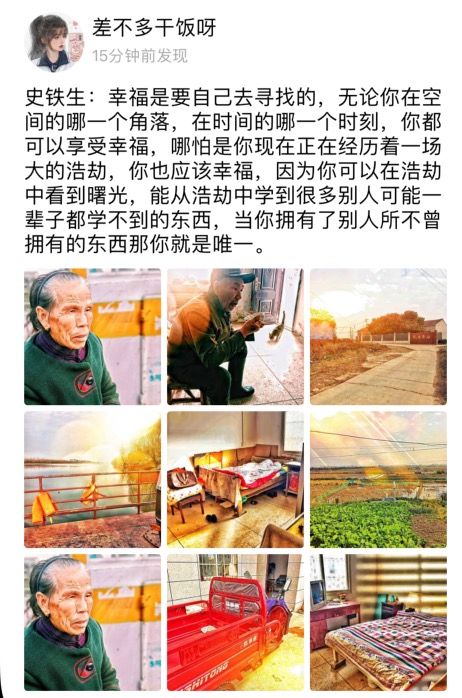 差不多干饭呀
15分钟前发现
史铁生：幸福是要自己去寻找的，无论你在空
间的哪一个角落，在时间的哪一个时刻，你都
可以享受幸福，哪怕是你现在正在经历着一场
大的浩劫，你也应该幸福，因为你可以在浩劫
中看到曙光，能从浩劫中学到很多别人可能一
辈子都学不到的东西，当你拥有了别人所不曾
拥有的东西那你就是唯一。